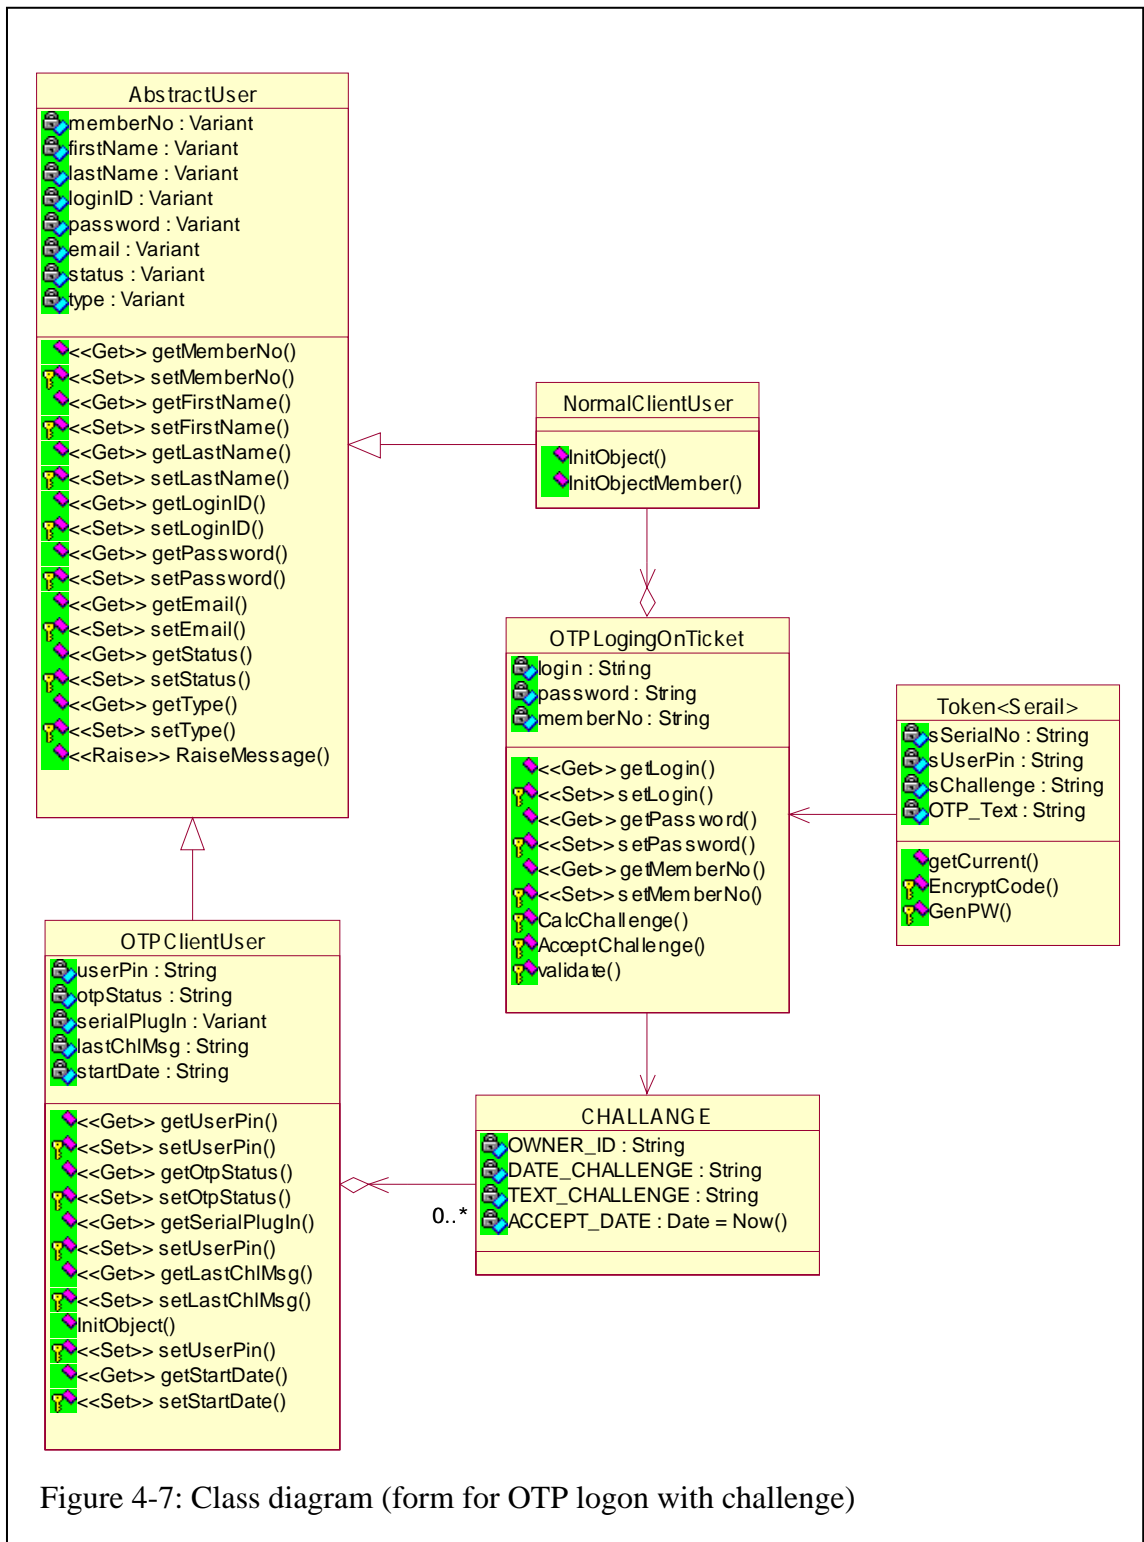 AbstractUser
memberNo : Variant
firstName : Variant
lastName : Variant
loginID : Variant
password : Variant
email : Variant
status : Variant
type : Variant
<<Get>> getMemberNo()
<<Set>> setMemberNo()
<<Get>> getFirstName()
<<Set>> setFirstName()
<<Get>> getLastName()
<<Set>> setLastName()
<<Get>> getLoginID()
<<Set>> setLoginID()
<<Get>> getPassword()
<<Set>> setPassword()
<<Get>> getEmail()
<<Set>> setEmail()
<<Get>> getStatus()
<<Set>> setStatus()
<<Get>> getType()
<<Set>> setType()
<<Raise>> RaiseMessage()
NormalClientUser
InitObject()
InitObjectMember()
OTPLogingOnTicket
login : String
password : String
memberNo : String
<<Get>> getLogin()
<<Set>> setLogin()
<<Get>> getPassword()
<<Set>> setPassword()
<<Get>> getMemberNo()
<<Set>> setMemberNo()
CalcChallenge()
AcceptChallenge()
validate()
Token<Serail>
sSerialNo : String
sUserPin : String
sChallenge : String
OTP_Text : String
getCurrent()
EncryptCode()
GenPW()
OTPClientUser
userPin : String
otpStatus : String
serialPlugIn : Variant
lastChlMsg : String
startDate : String
<<Get>> getUserPin()
<<Set>> setUserPin()
<<Get>> getOtpStatus()
<<Set>> setOtpStatus()
<<Get>> getSerialPlugIn()
<<Set>> setUserPin()
<<Get>> getLastChlMsg()
<<Set>> setLastChlMsg()
InitObject()
<<Set>> setUserPin()
<<Get>> getStartDate()
<<Set>> setStartDate()
CHALLANGE
OWNER_ID : String
DATE_CHALLENGE : String
TEXT_CHALLENGE : String
ACCEPT_DATE : Date = Now()
0..*
Figure 4-7: Class diagram (form for OTP logon with challenge)